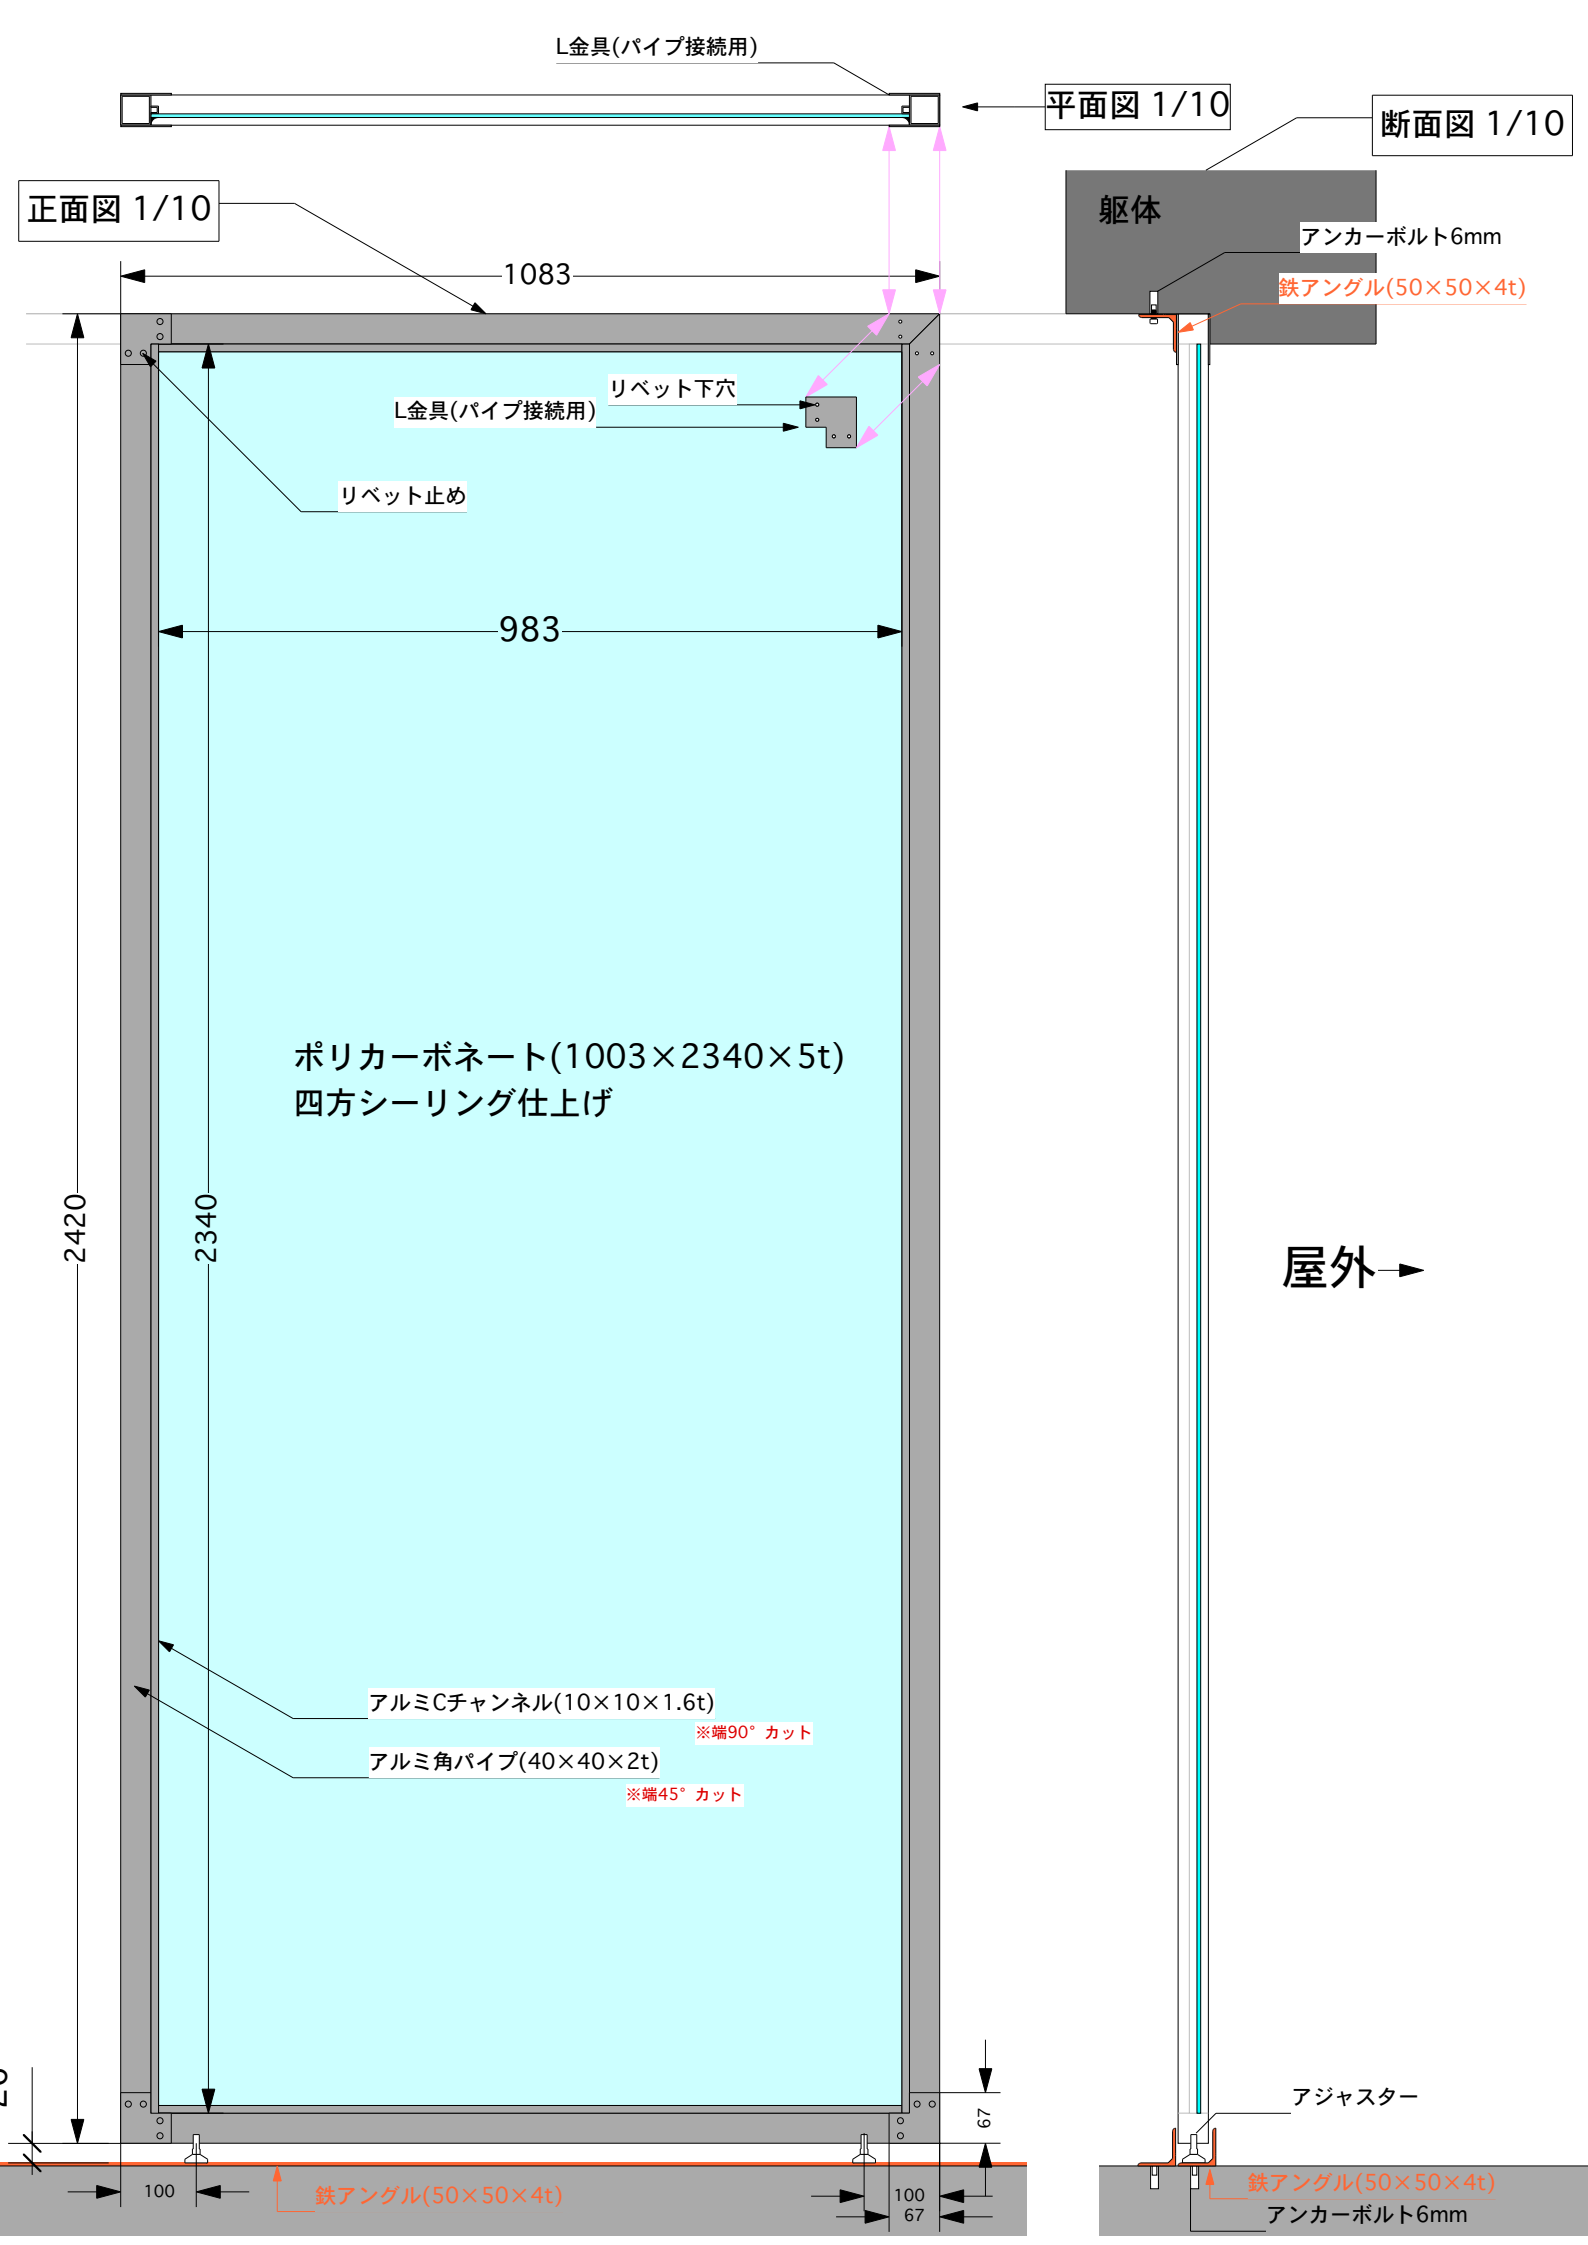 L金具(パイプ接続用)
平面図 1/10
断面図 1/10
正面図 1/10
躯体
アンカーボルト6mm
鉄アングル(50×50×4t)
1083
リベット下穴
L金具(パイプ接続用)
リベット止め
983
ポリカーボネート(1003×2340×5t)
四方シーリング仕上げ
2420
2340
屋外
アルミCチャンネル(10×10×1.6t)
※端90°カット
アルミ角パイプ(40×40×2t)
※端45°カット
67
アジャスター
100
鉄アングル(50×50×4t)
100
67
鉄アングル(50×50×4t)
アンカーボルト6mm